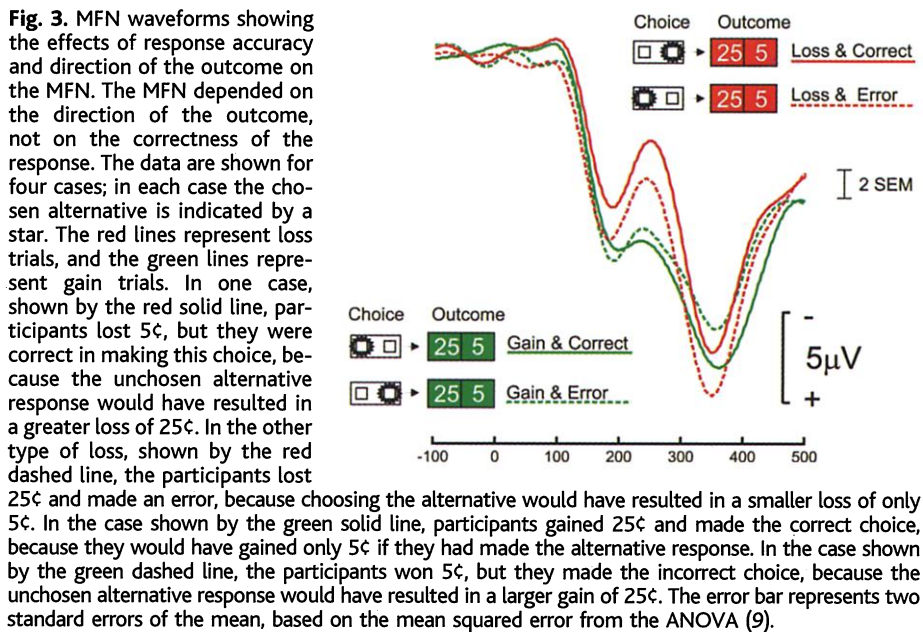 Fig. 3. MFN waveforms showing
the effects of response accuracy
and direction of the outcome on
the MFN. The MFN depended on
the direction of the outcome,
not on the correctness of the
response. The data are shown for
four cases; in each case the cho-
sen alternative is indicated by a
star. The red lines represent loss
trials, and the green lines repre-
sent gain trials. In one case,
shown by the red solid line, par-
ticipants lost 5¢, but they were
correct in making this choice, be-
cause the unchosen alternative
response would have resulted in
a greater loss of 25¢. In the other
type of loss, shown by the red
dashed line, the participants lost
25¢ and made an error, because choosing the alternative would have resulted in a smaller loss of only
5¢. In the case shown by the green solid line, participants gained 25¢ and made the correct choice,
because they would have gained only 5¢ if they had made the alternative response. In the case shown
by the green dashed line, the participants won 5¢, but they made the incorrect choice, because the
unchosen alternative response would have resulted in a larger gain of 25¢. The error bar represents two
standard errors of the mean, based on the mean squared error from the ANOVA (9).
Choice Outcome
25 5 Loss & Correct
25 5 Loss & Error
2 SEM
Choice Outcome
25 5 Gain & Correct
25 5 Gain & Error
-
5μV
+
-100 0 100 200 300 400 500